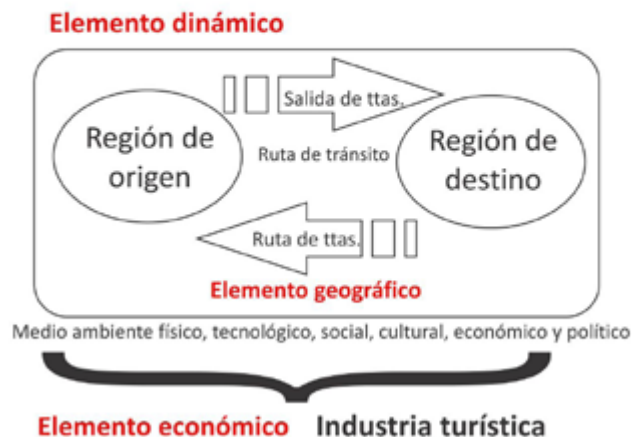 Elemento dinámico
Salida de ttas.
Región de
origen
Ruta de tránsito
Región de
destino
Ruta de ttas.
Elemento geográfico
Medio ambiente físico, tecnológico, social, cultural, económico y político
Elemento económico Industria turística